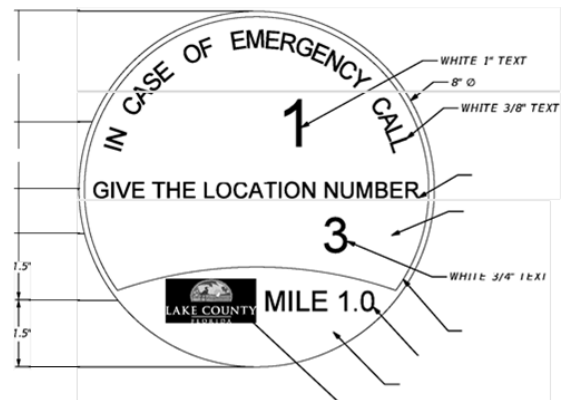 IN CASE OF EMERGENCY CALL
1
GIVE THE LOCATION NUMBER
3
LAKE COUNTY
FLORIDA
MILE 1.0
WHITE 1" TEXT
8" Ø
WHITE 3/8" TEXT
WHITE 3/4" TEXT
1.5"
1.5"